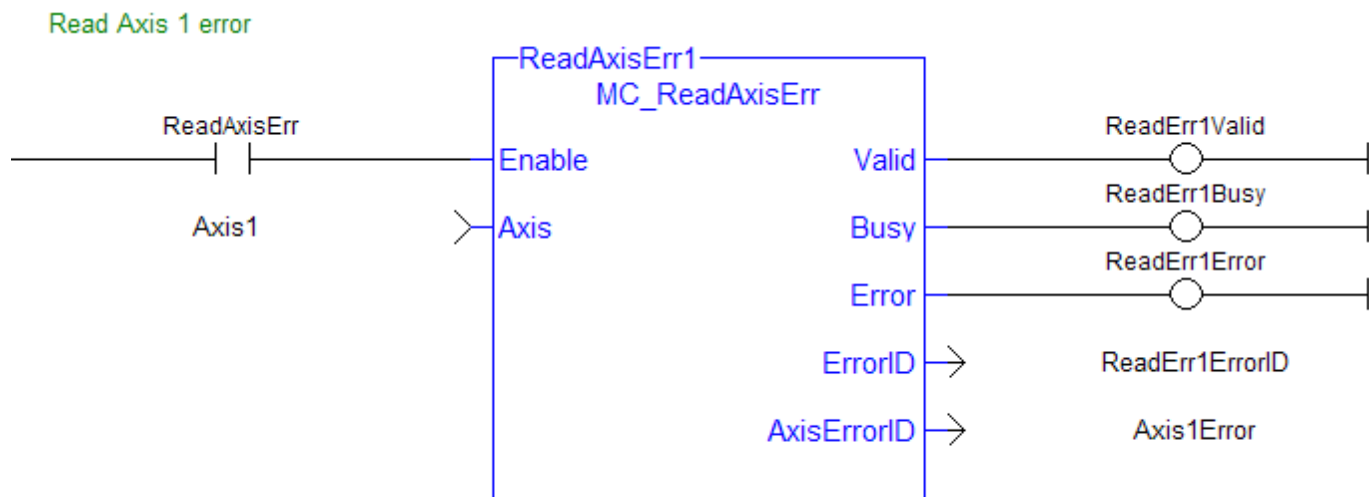 Read Axis 1 error
ReadAxisErr1
MC_ReadAxisErr
ReadAxisErr
ReadErr1Valid
Enable
Valid
ReadErr1Busy
Axis1
Axis
Busy
ReadErr1Error
Error
ErrorID
ReadErr1ErrorID
AxisErrorID
Axis1Error